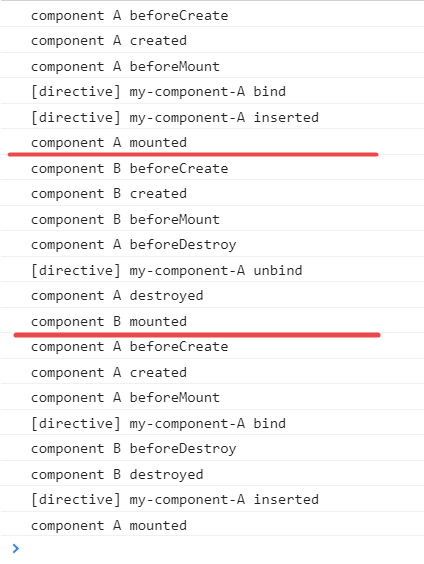 component A beforeCreate
component A created
component A beforeMount
[directive] my-component-A bind
[directive] my-component-A inserted
component A mounted
component B beforeCreate
component B created
component B beforeMount
component A beforeDestroy
[directive] my-component-A unbind
component A destroyed
component B mounted
component A beforeCreate
component A created
component A beforeMount
[directive] my-component-A bind
component B beforeDestroy
component B destroyed
[directive] my-component-A inserted
component A mounted